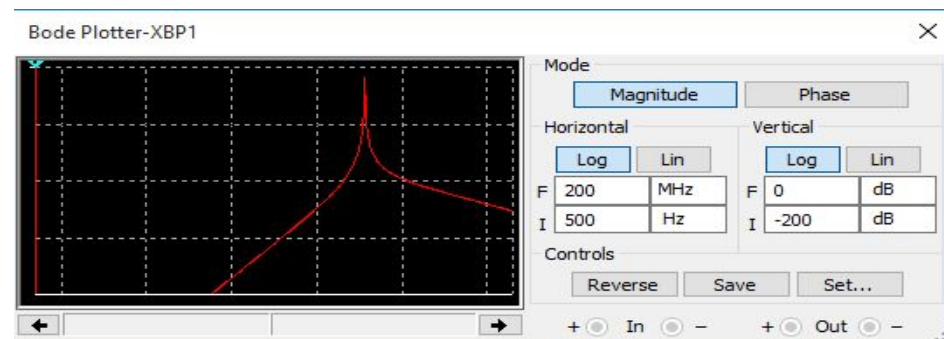 Bode Plotter-XBP1
Mode
Magnitude Phase
Horizontal Vertical
Log Lin Log Lin
F 200 MHz F 0 dB
I 500 Hz I -200 dB
Controls
Reverse Save Set...
+ In - + Out -